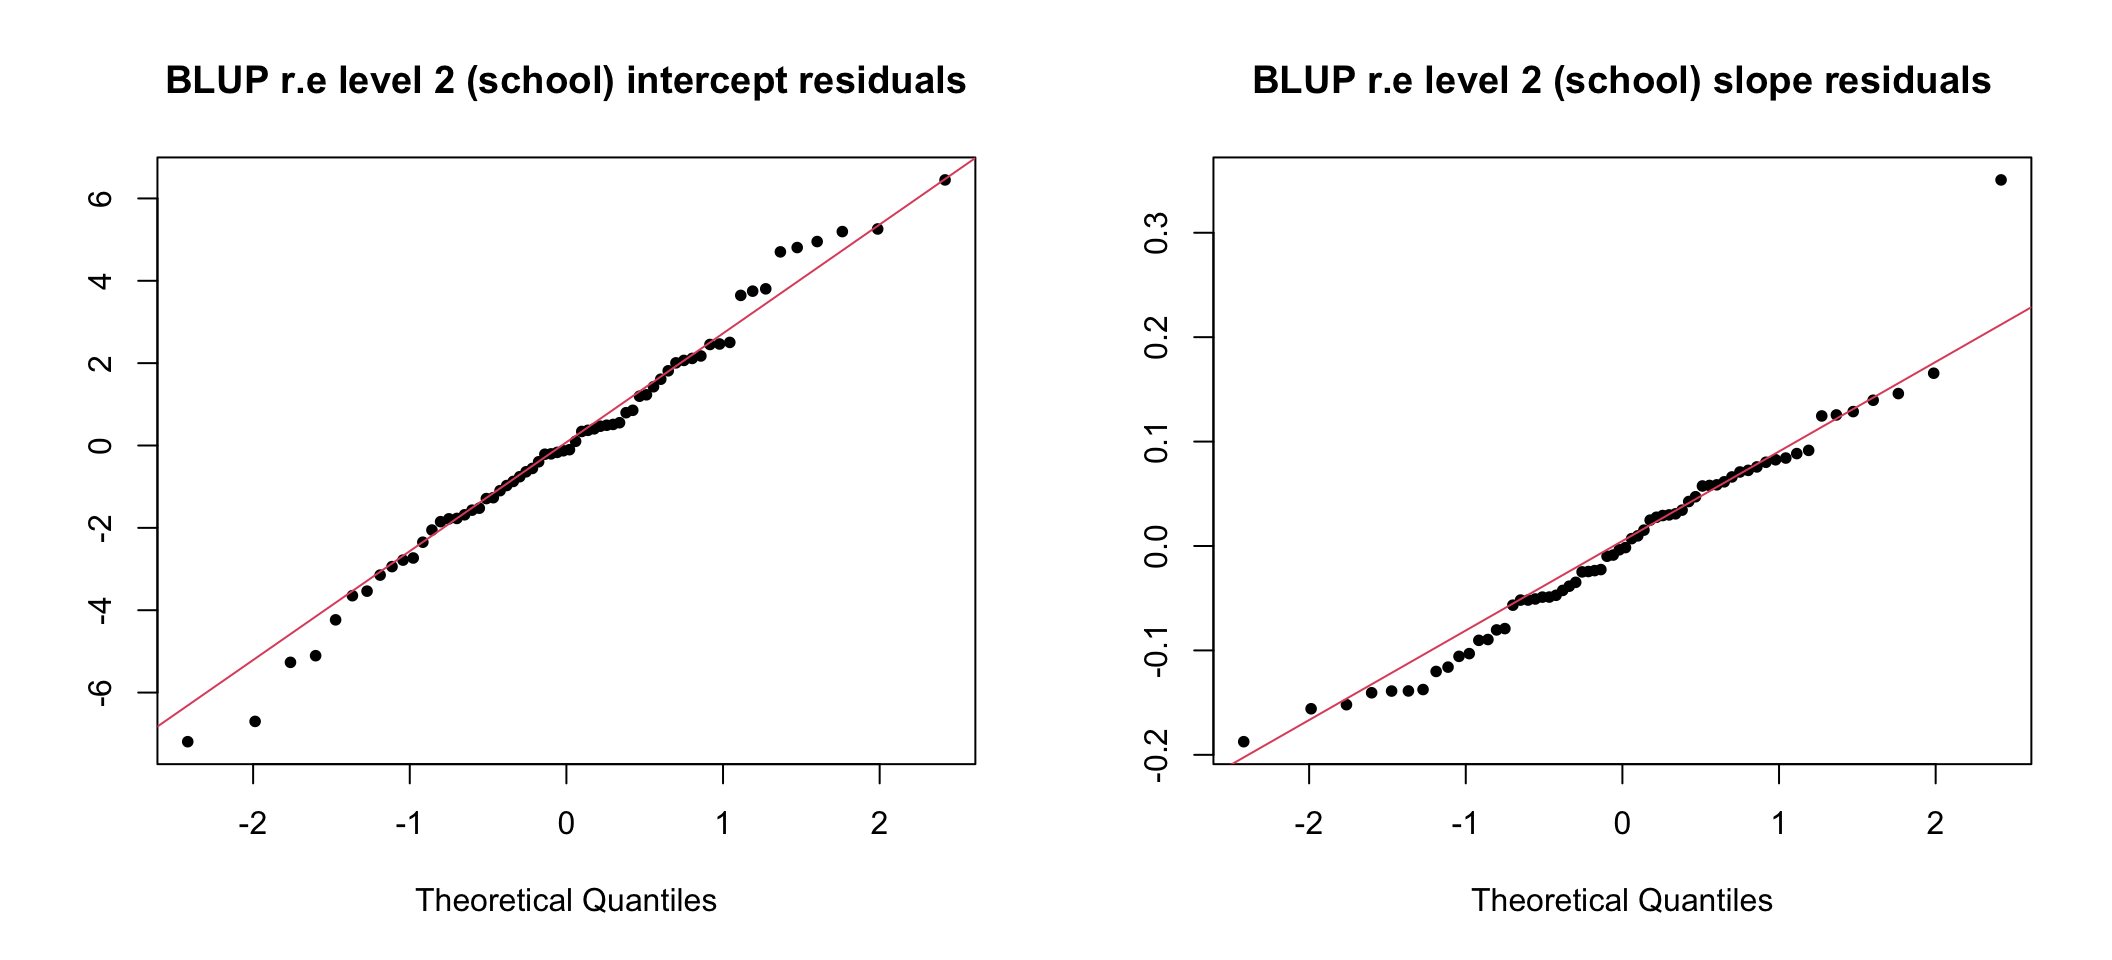 BLUP r.e level 2 (school) intercept residuals
6
4
2
0
-2
-4
-6
-2 -1 0 1 2
Theoretical Quantiles
BLUP r.e level 2 (school) slope residuals
0.3
0.2
0.1
0.0
-0.1
-0.2
-2 -1 0 1 2
Theoretical Quantiles